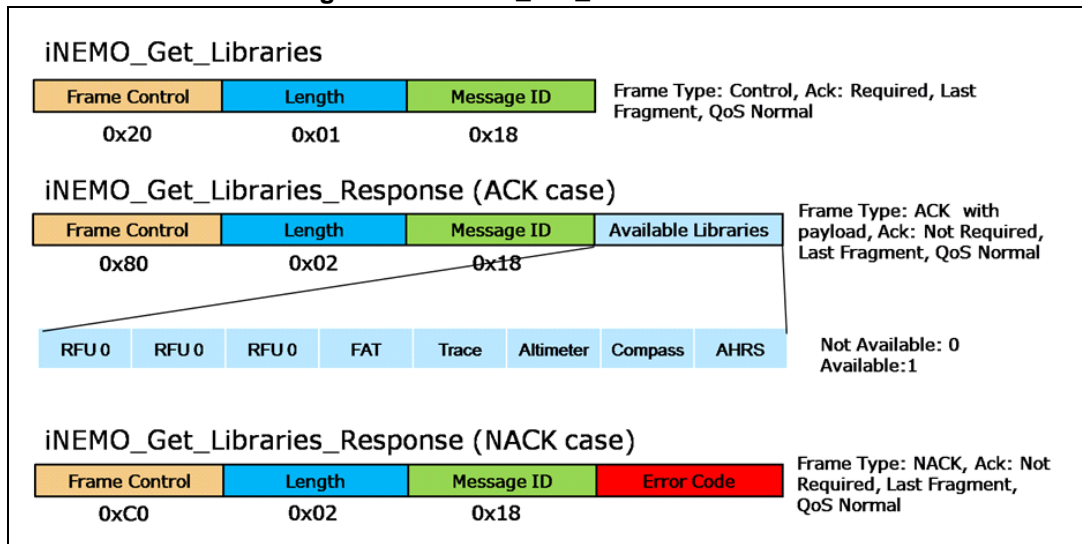 iNEMO_Get_Libraries
Frame Control Length Message ID
0x20 0x01 0x18
Frame Type: Control, Ack: Required, Last
Fragment, QoS Normal
iNEMO_Get_Libraries_Response (ACK case)
Frame Control Length Message ID Available Libraries
0x80 0x02 0x18
Frame Type: ACK with
payload, Ack: Not Required,
Last Fragment, QoS Normal
RFU 0 RFU 0 RFU 0 FAT Trace Altimeter Compass AHRS
Not Available: 0
Available:1
iNEMO_Get_Libraries_Response (NACK case)
Frame Control Length Message ID Error Code
0xC0 0x02 0x18
Frame Type: NACK, Ack: Not
Required, Last Fragment,
QoS Normal